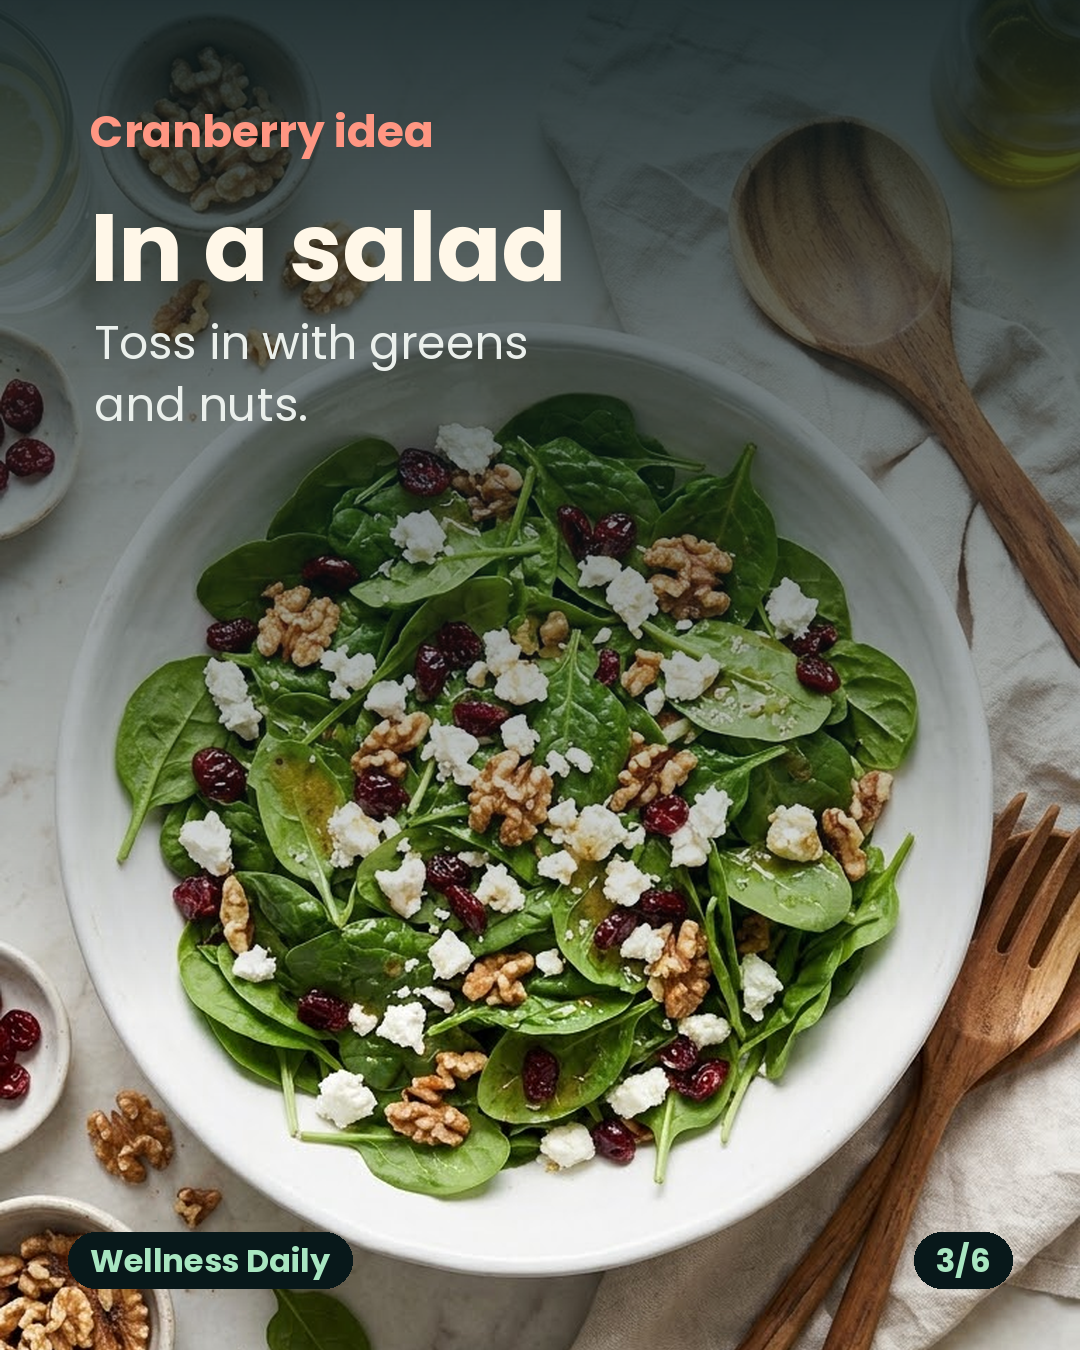 Cranberry idea
In a salad
Toss in with greens
and nuts.
Wellness Daily
3/6